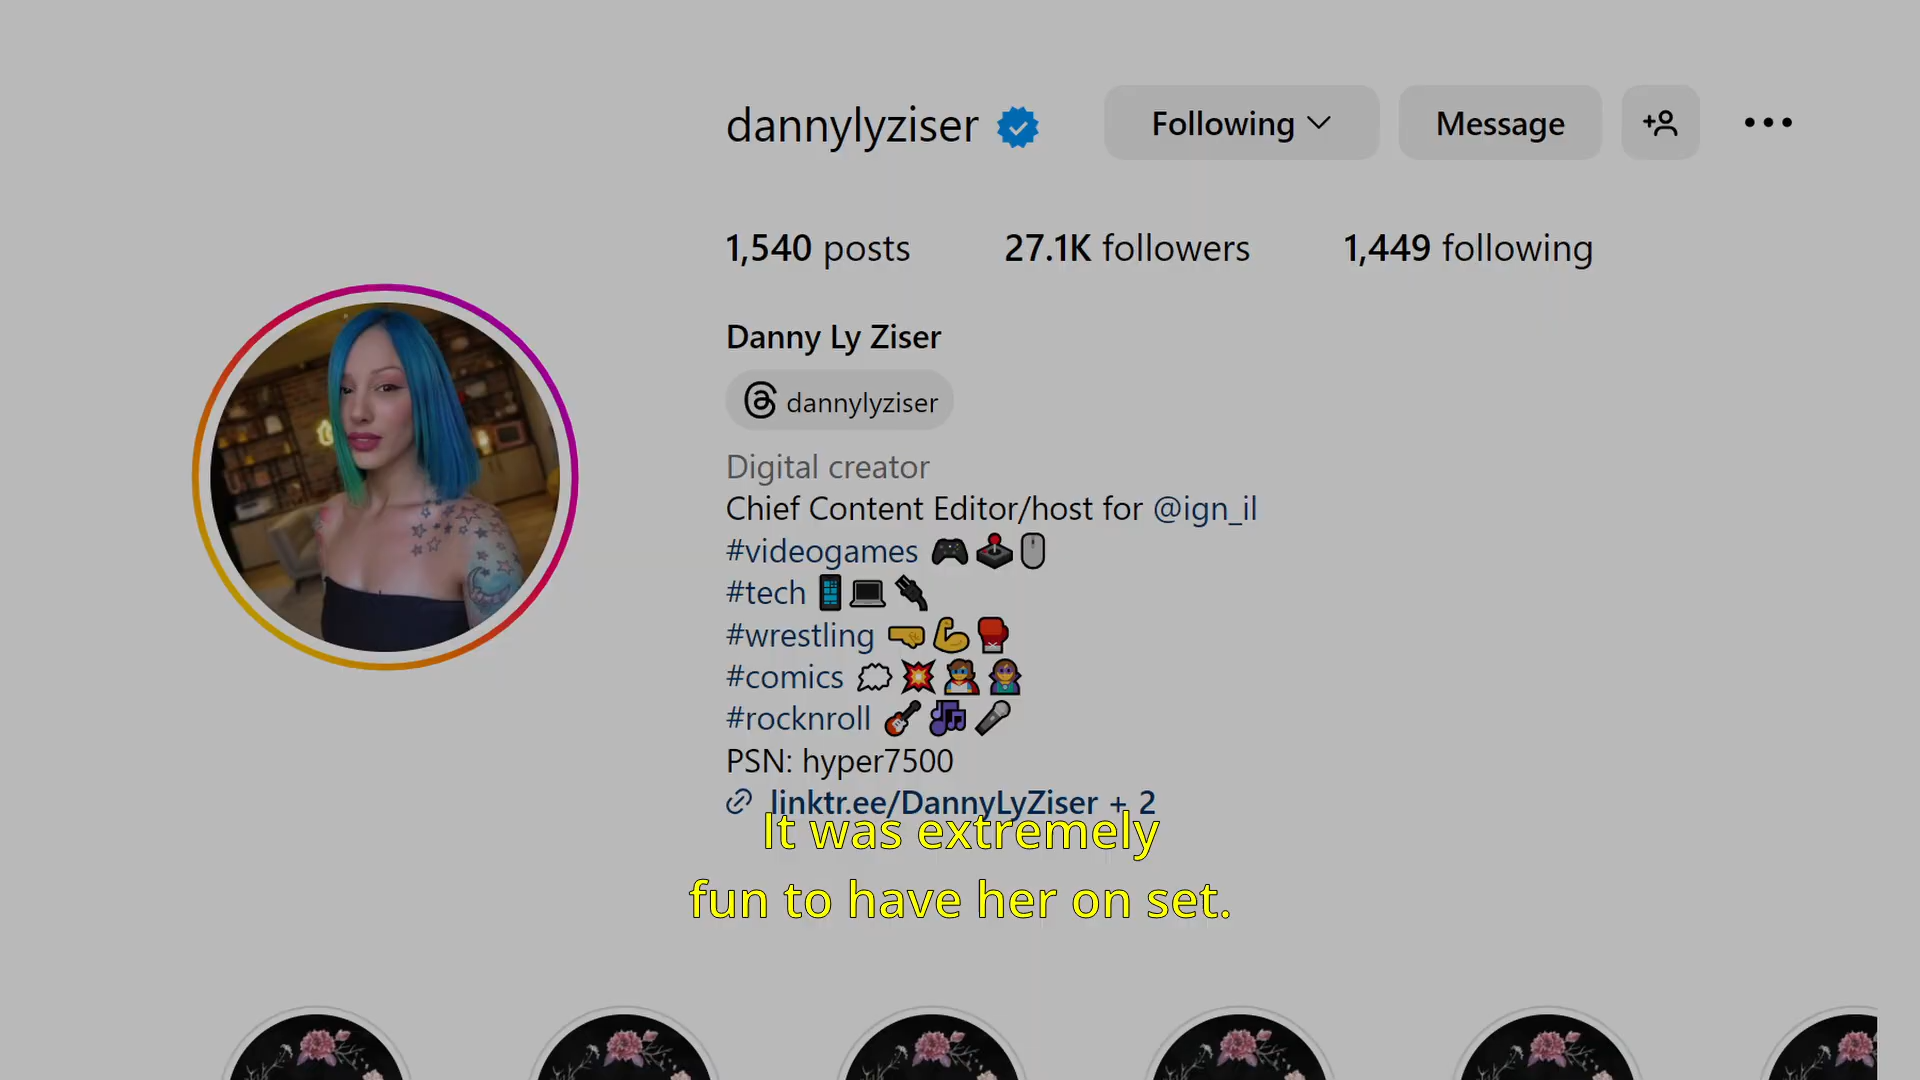 dannylyziser
Following
Message
1,540 posts 27.1K followers 1,449 following
Danny Ly Ziser
dannylyziser
Digital creator
Chief Content Editor/host for @ign_il
#videogames 🎮🕹️🖱️
#tech 📱💻🔌
#wrestling 🤜💪🥊
#comics 🗯️💥🦸🦹
#rocknroll 🎸🎶🎤
PSN: hyper7500
linktr.ee/DannyLyZiser + 2
It was extremely
fun to have her on set.